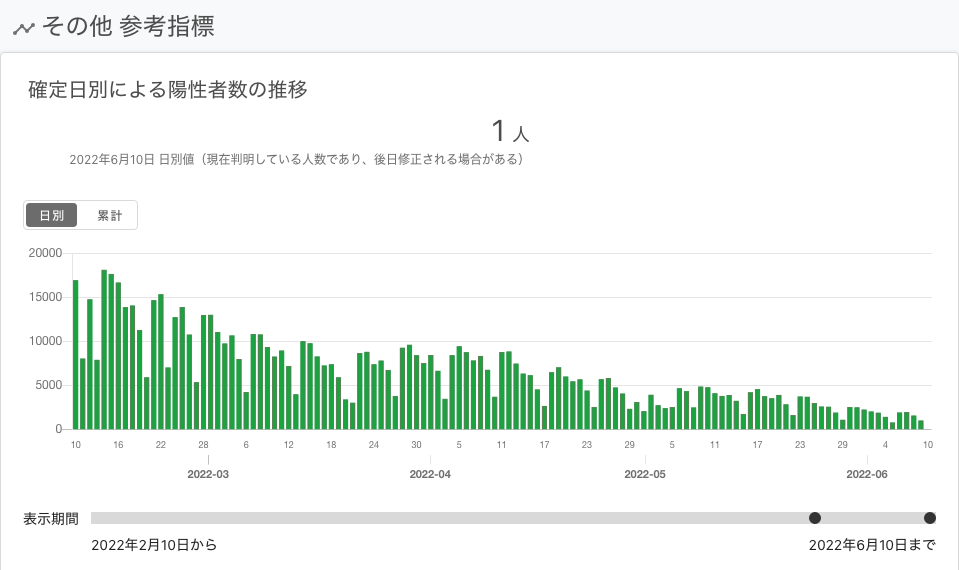 その他 参考指標
確定日別による陽性者数の推移
1 人
2022年6月10日 日別値（現在判明している人数であり、後日修正される場合がある）
日別 累計
20000
15000
10000
5000
0
10 16 22 28 6 12 18 24 30 5 11 17 23 29 5 11 17 23 29 4 10
2022-03 2022-04 2022-05 2022-06
表示期間
2022年2月10日から 2022年6月10日まで